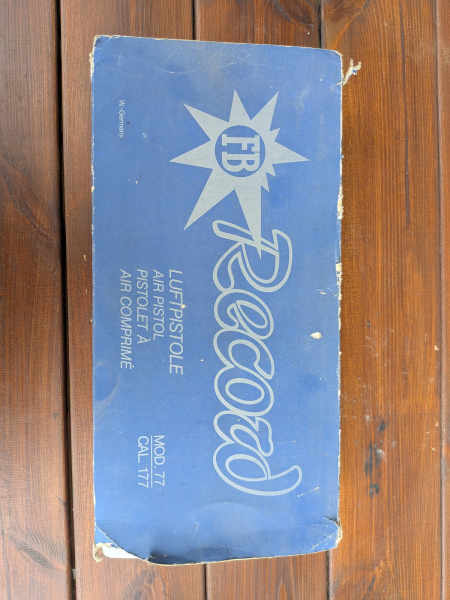 FB
Record
LUFTPISTOLE
AIR PISTOL
PISTOLET À
AIR COMPRIMÉ
MOD. 77
CAL. 177
W.-Germany